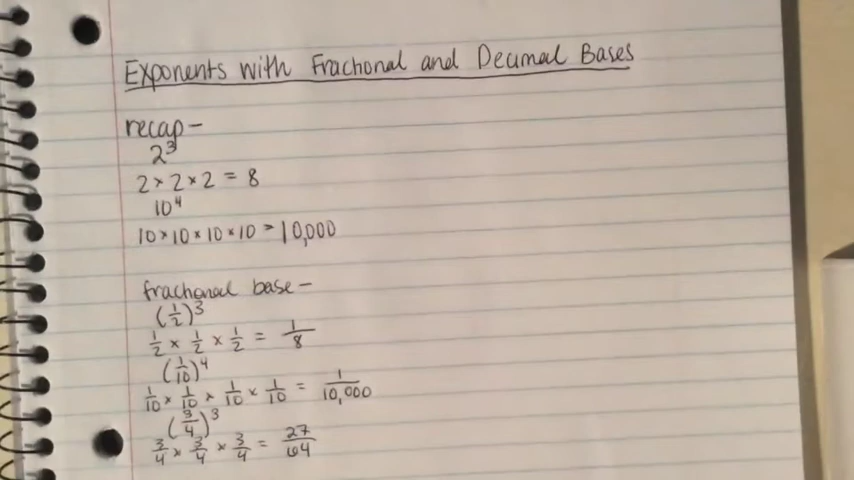 Exponents with Fractional and Decimal Bases
recap-
2³
2 × 2 × 2 = 8
10⁴
10 × 10 × 10 × 10 = 10,000
fractional base-
(1/2)³
1/2 × 1/2 × 1/2 = 1/8
(1/10)⁴
1/10 × 1/10 × 1/10 × 1/10 = 1/10,000
(3/4)³
3/4 × 3/4 × 3/4 = 27/64